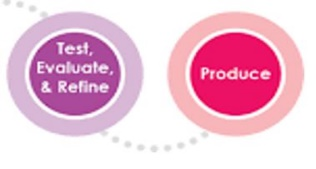 Test,
Evaluate,
& Refine
Produce